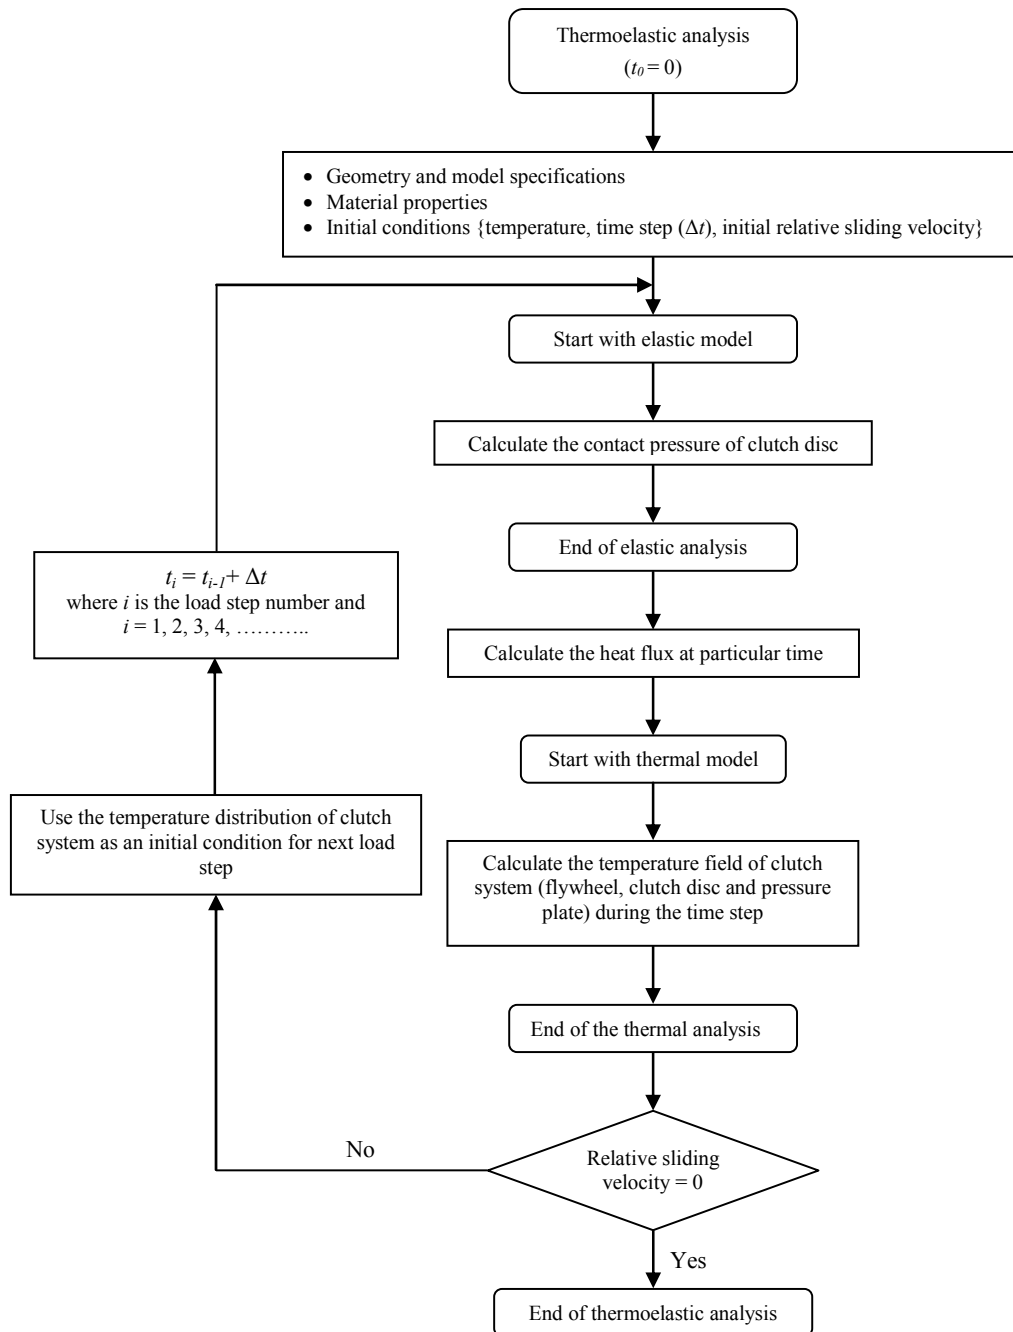 Thermoelastic analysis
(t0 = 0)
• Geometry and model specifications
• Material properties
• Initial conditions {temperature, time step (Δt), initial relative sliding velocity}
Start with elastic model
Calculate the contact pressure of clutch disc
End of elastic analysis
ti = ti-1+ Δt
where i is the load step number and
i = 1, 2, 3, 4, ………..
Calculate the heat flux at particular time
Start with thermal model
Use the temperature distribution of clutch
system as an initial condition for next load
step
Calculate the temperature field of clutch
system (flywheel, clutch disc and pressure
plate) during the time step
End of the thermal analysis
Relative sliding
velocity = 0
No
Yes
End of thermoelastic analysis